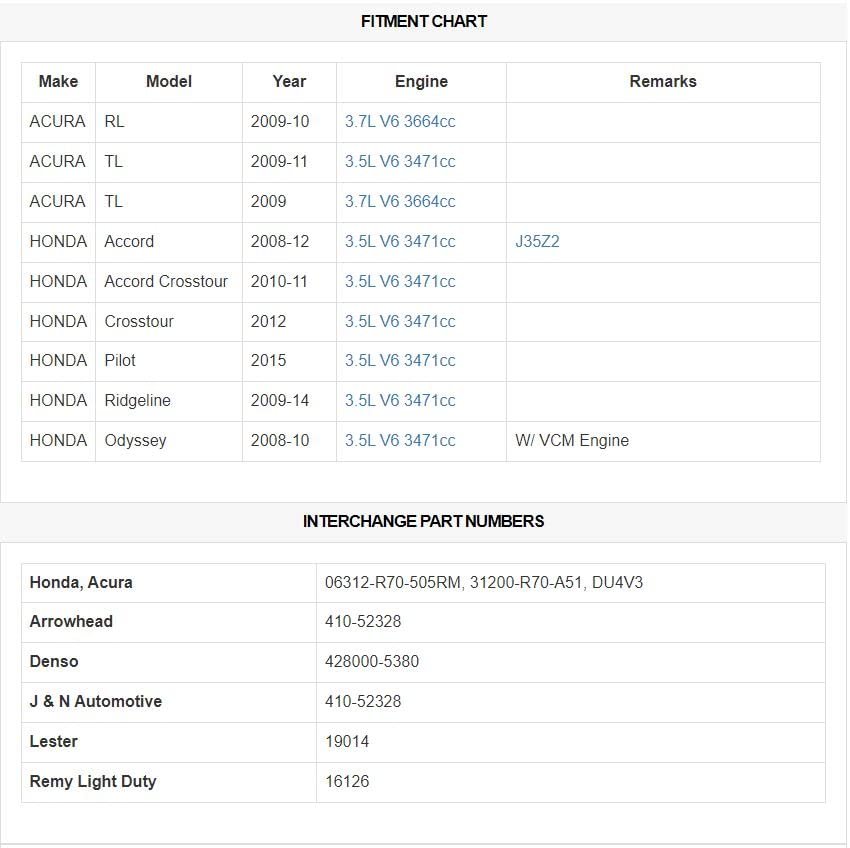 FITMENT CHART
Make Model Year Engine Remarks
ACURA RL 2009-10 3.7L V6 3664cc
ACURA TL 2009-11 3.5L V6 3471cc
ACURA TL 2009 3.7L V6 3664cc
HONDA Accord 2008-12 3.5L V6 3471cc J35Z2
HONDA Accord Crosstour 2010-11 3.5L V6 3471cc
HONDA Crosstour 2012 3.5L V6 3471cc
HONDA Pilot 2015 3.5L V6 3471cc
HONDA Ridgeline 2009-14 3.5L V6 3471cc
HONDA Odyssey 2008-10 3.5L V6 3471cc W/ VCM Engine
INTERCHANGE PART NUMBERS
Honda, Acura 06312-R70-505RM, 31200-R70-A51, DU4V3
Arrowhead 410-52328
Denso 428000-5380
J & N Automotive 410-52328
Lester 19014
Remy Light Duty 16126